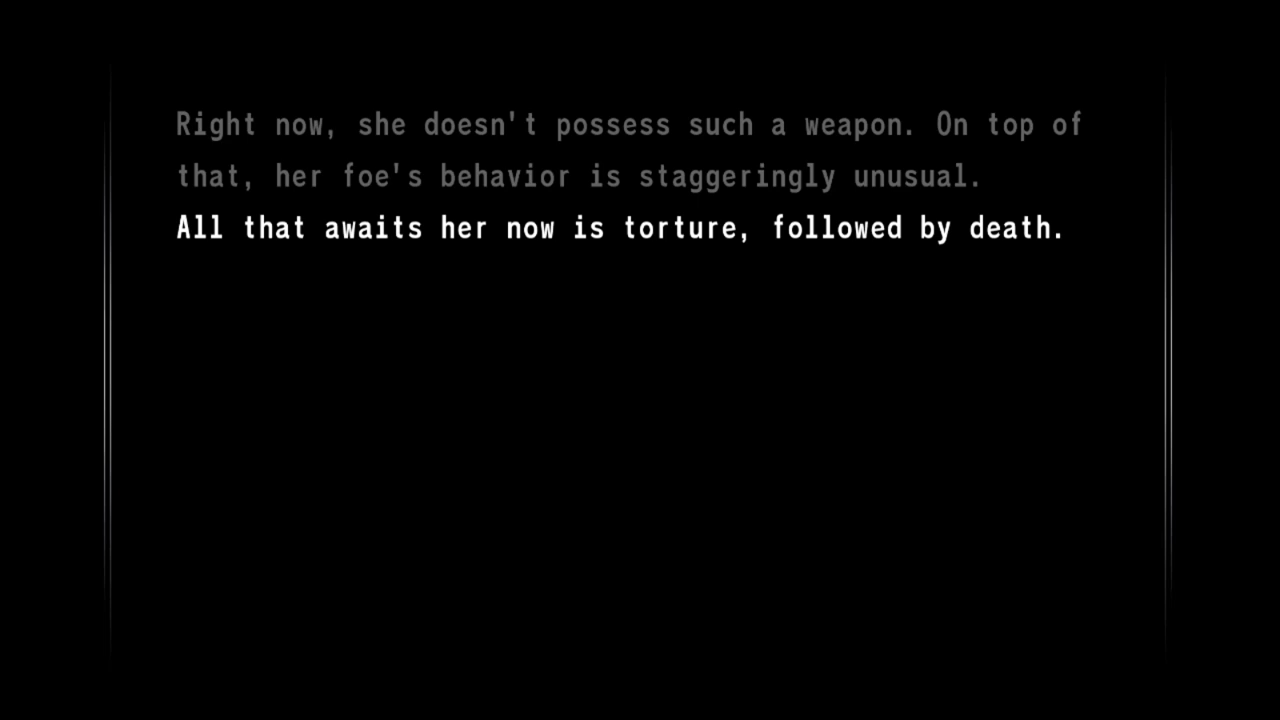 Right now, she doesn't possess such a weapon. On top of
that, her foe's behavior is staggeringly unusual.
All that awaits her now is torture, followed by death.